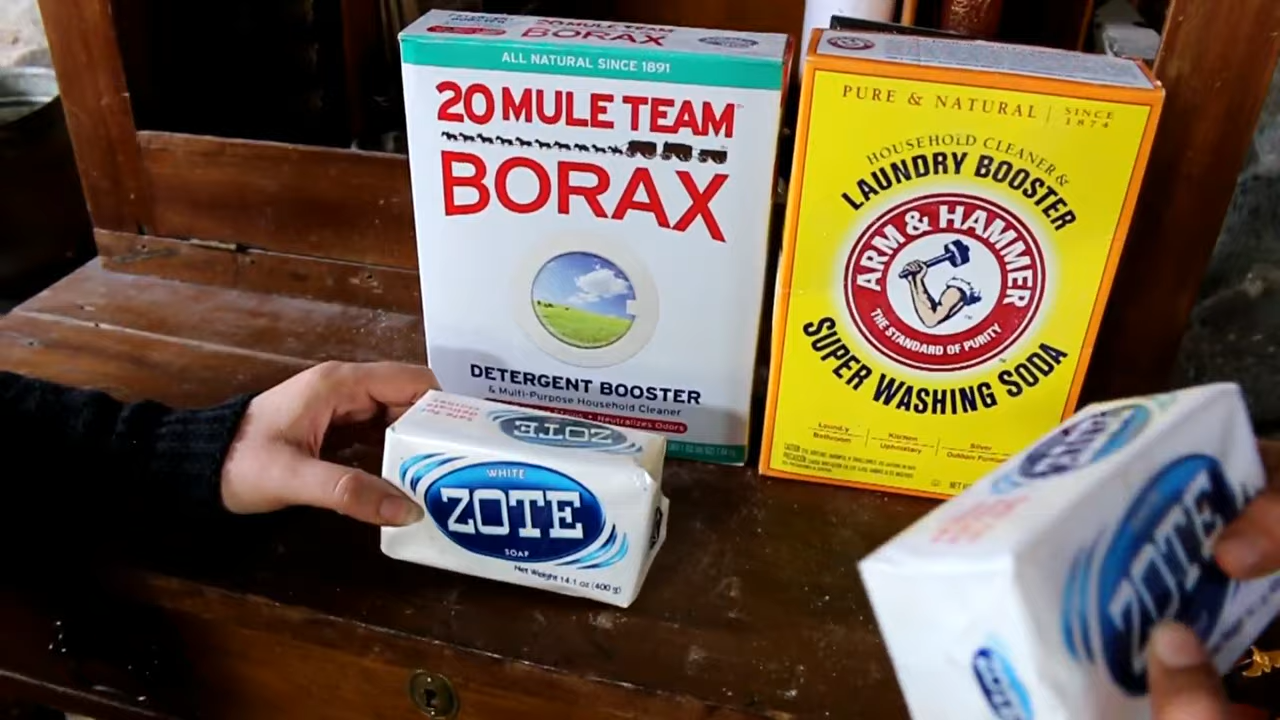 20 MULE TEAM
BORAX
ALL NATURAL SINCE 1891
20 MULE TEAM
BORAX
DETERGENT BOOSTER
& Multi-Purpose Household Cleaner
Stains • Neutralizes Odors
PURE & NATURAL | SINCE 1874
HOUSEHOLD CLEANER &
LAUNDRY BOOSTER
ARM & HAMMER
THE STANDARD OF PURITY
SUPER WASHING SODA
Laundry
Bathroom
Kitchen
Upholstery
Silver
Outdoor Furniture
ZOTE
WHITE
ZOTE
SOAP
Net Weight 14.1 oz (400 g)
ZOTE